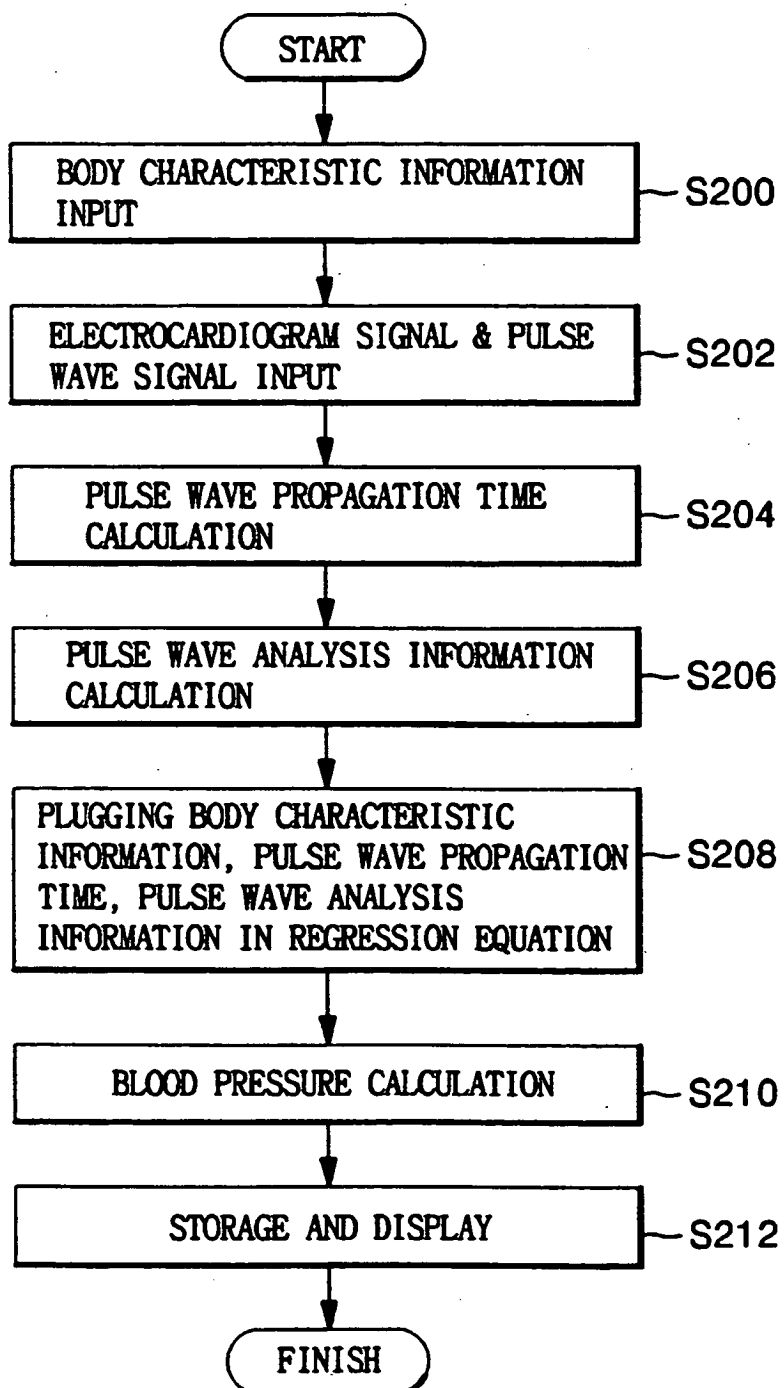 START
BODY CHARACTERISTIC INFORMATION
INPUT
S200
ELECTROCARDIOGRAM SIGNAL & PULSE
WAVE SIGNAL INPUT
S202
PULSE WAVE PROPAGATION TIME
CALCULATION
S204
PULSE WAVE ANALYSIS INFORMATION
CALCULATION
S206
PLUGGING BODY CHARACTERISTIC
INFORMATION, PULSE WAVE PROPAGATION
TIME, PULSE WAVE ANALYSIS
INFORMATION IN REGRESSION EQUATION
S208
BLOOD PRESSURE CALCULATION
S210
STORAGE AND DISPLAY
S212
FINISH